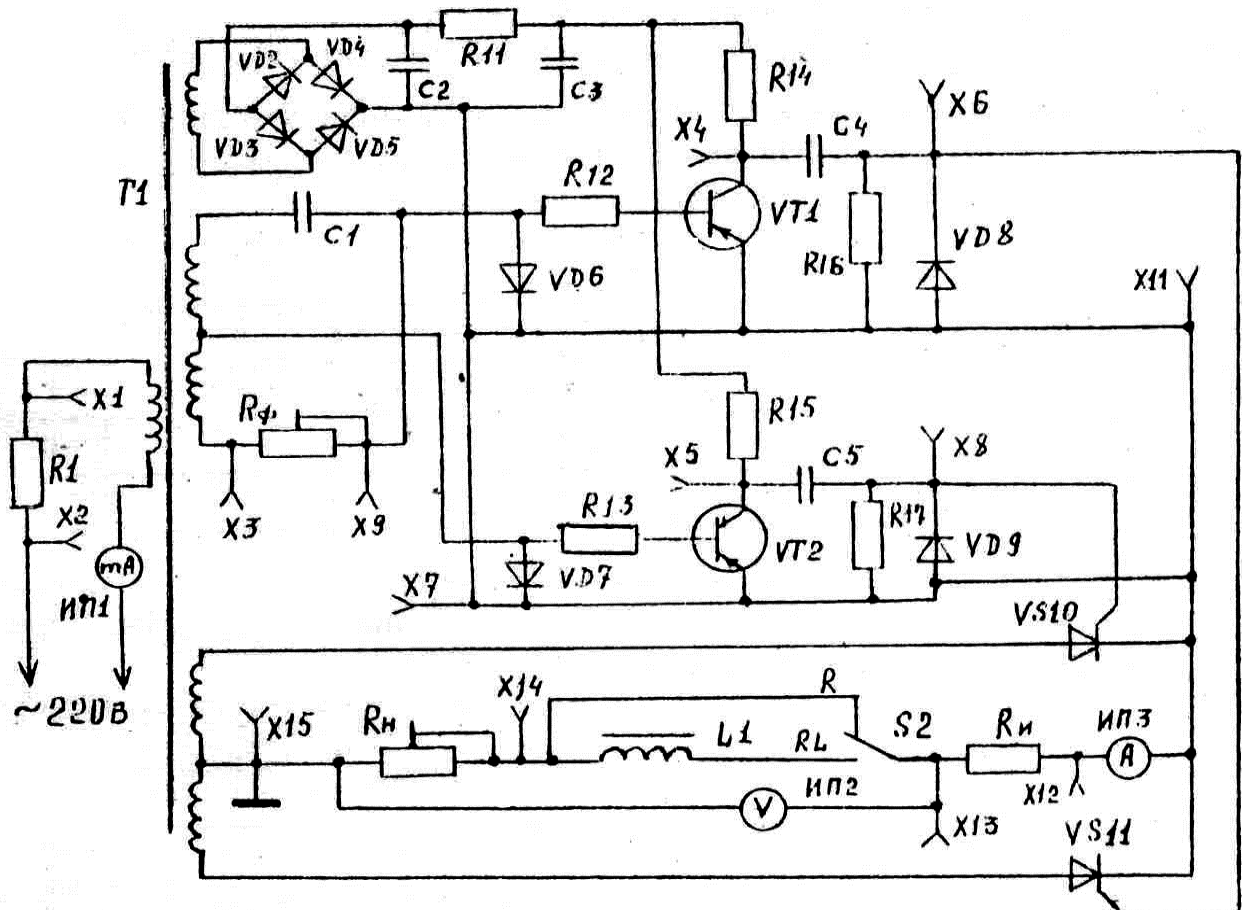 VD2
VD4
R11
C2
C3
VD3
VD5
R14
X4
C4
X6
T1
C1
R12
VT1
R16
VD8
VD6
X11
X1
R1
X2
Rф
X3
X9
R15
X5
C5
X8
R13
R17
VT2
VD9
mA
ИП1
VD7
X7
VS10
~220В
X15
Rн
X14
R
L1
RL
S2
Rи
ИП3
A
V
ИП2
X12
X13
VS11